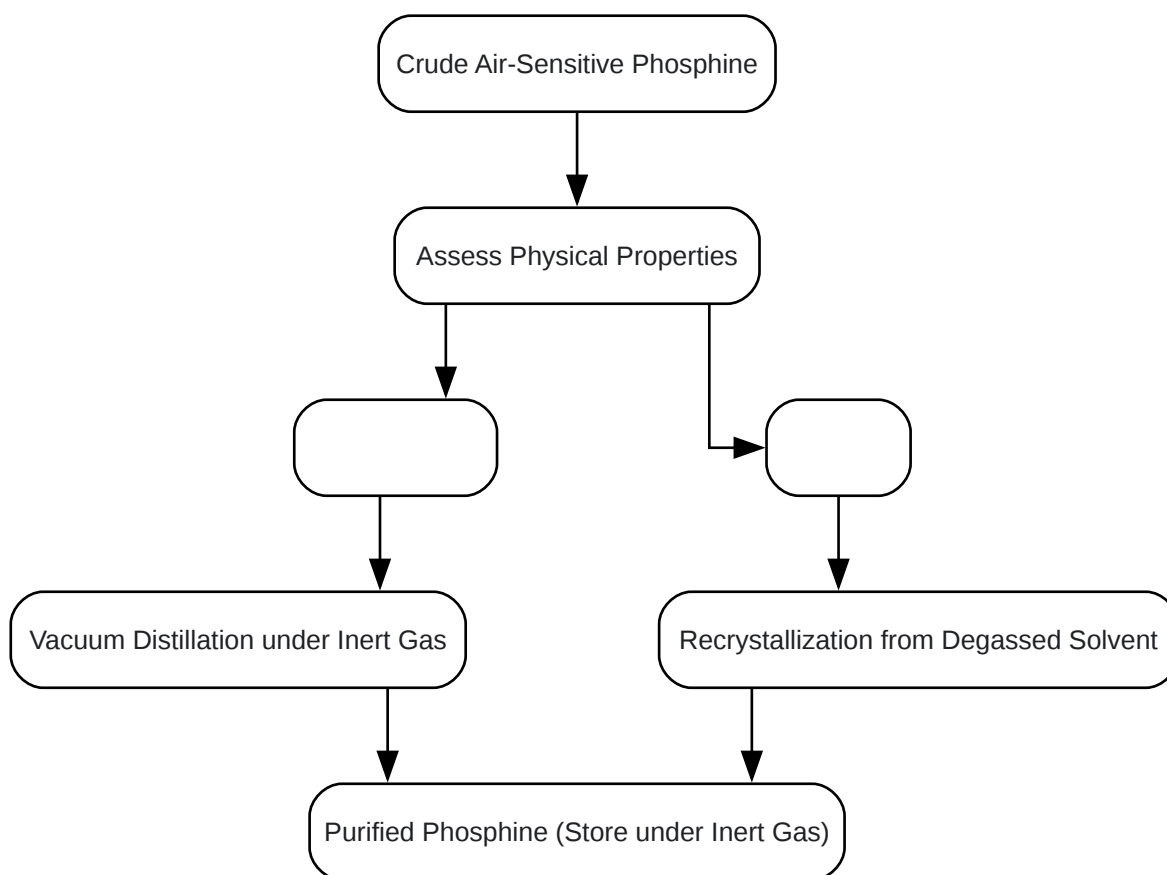 Crude Air-Sensitive Phosphine
Assess Physical Properties
Vacuum Distillation under Inert Gas
Recrystallization from Degassed Solvent
Purified Phosphine (Store under Inert Gas)